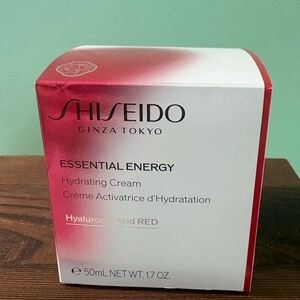 SHISEIDO
GINZA TOKYO
ESSENTIAL ENERGY
Hydrating Cream
Crème Activatrice d'Hydratation
Hyaluronic Acid RED
℮ 50mL NET WT. 1.7 OZ.